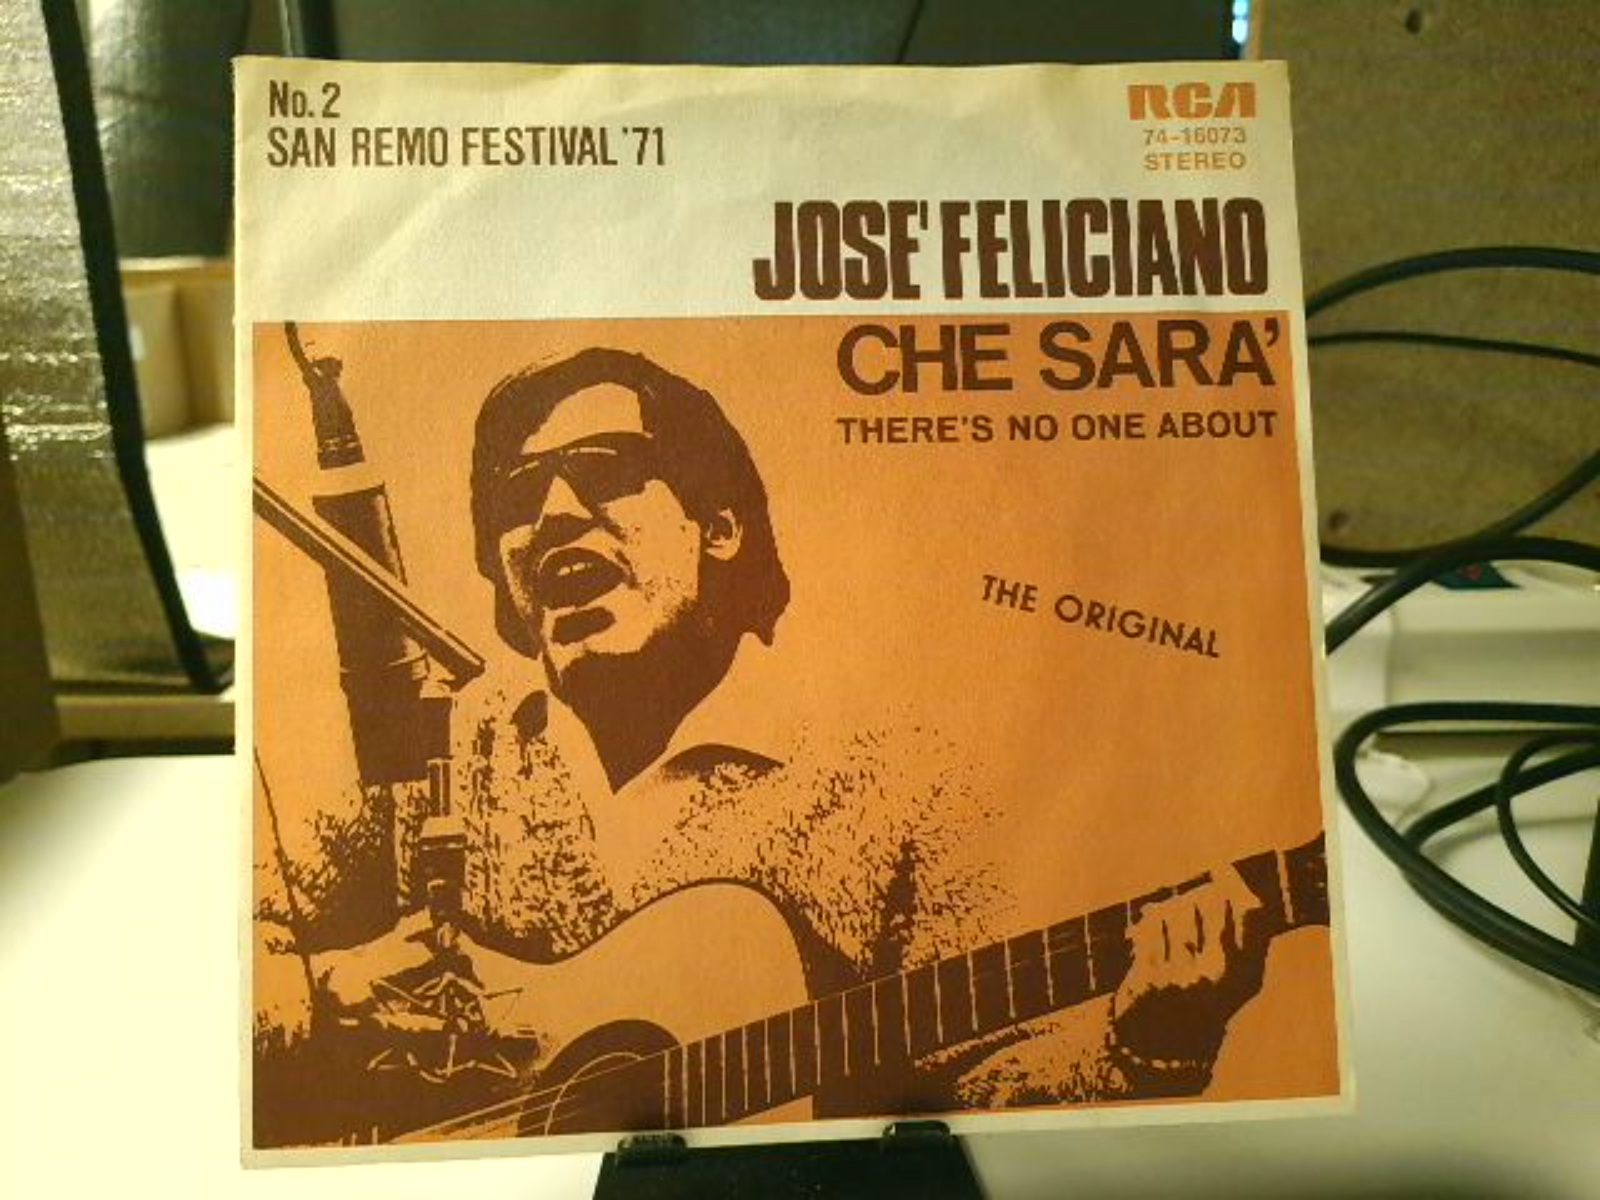 No. 2
SAN REMO FESTIVAL '71
RCA
74-16073
STEREO
JOSE' FELICIANO
CHE SARA'
THERE'S NO ONE ABOUT
THE ORIGINAL